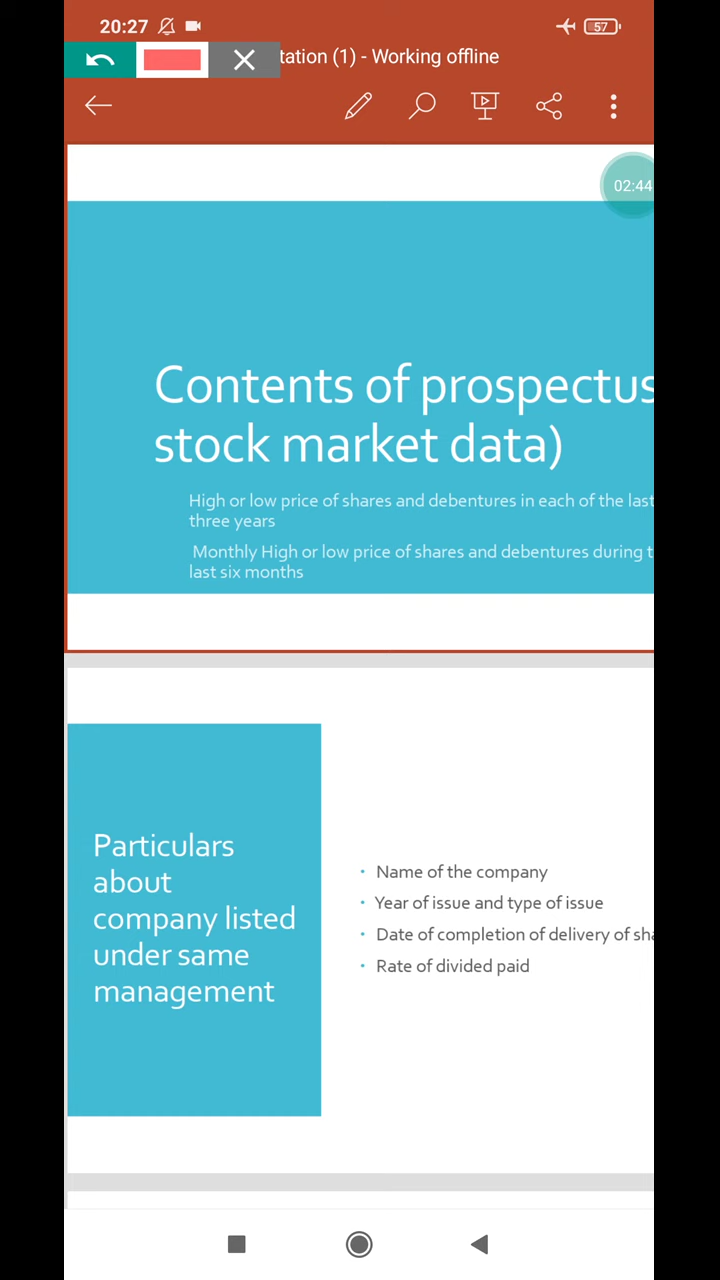 20:27
57
tation (1) - Working offline
02:44
Contents of prospectus
stock market data)
High or low price of shares and debentures in each of the last
three years
Monthly High or low price of shares and debentures during t
last six months
Particulars
about
company listed
under same
management
• Name of the company
• Year of issue and type of issue
• Date of completion of delivery of sha
• Rate of divided paid